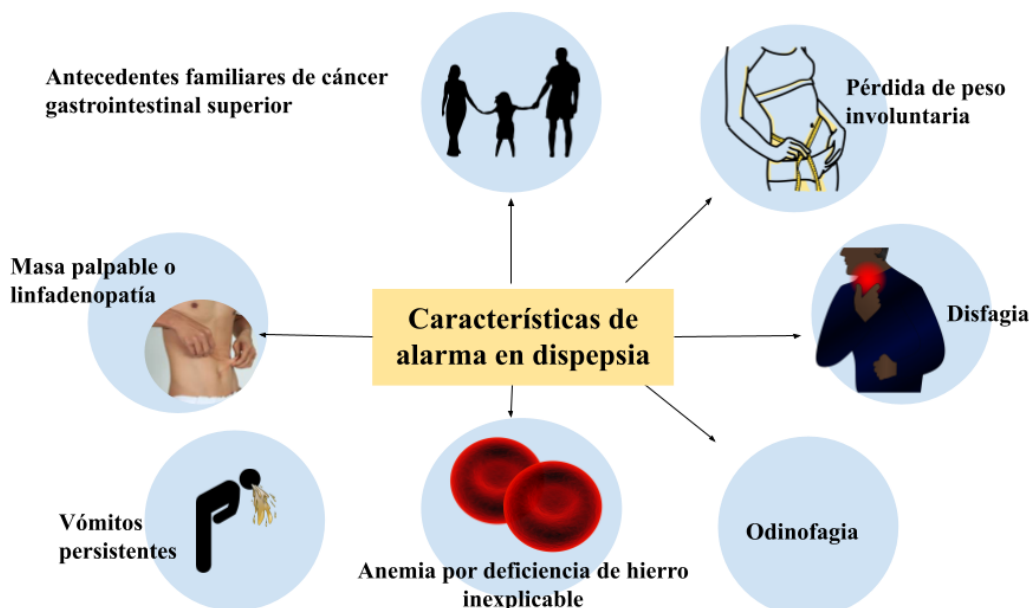 Antecedentes familiares de cáncer
gastrointestinal superior
Pérdida de peso
involuntaria
Masa palpable o
linfadenopatía
Características de
alarma en dispepsia
Disfagia
Vómitos
persistentes
Anemia por deficiencia de hierro
inexplicable
Odinofagia